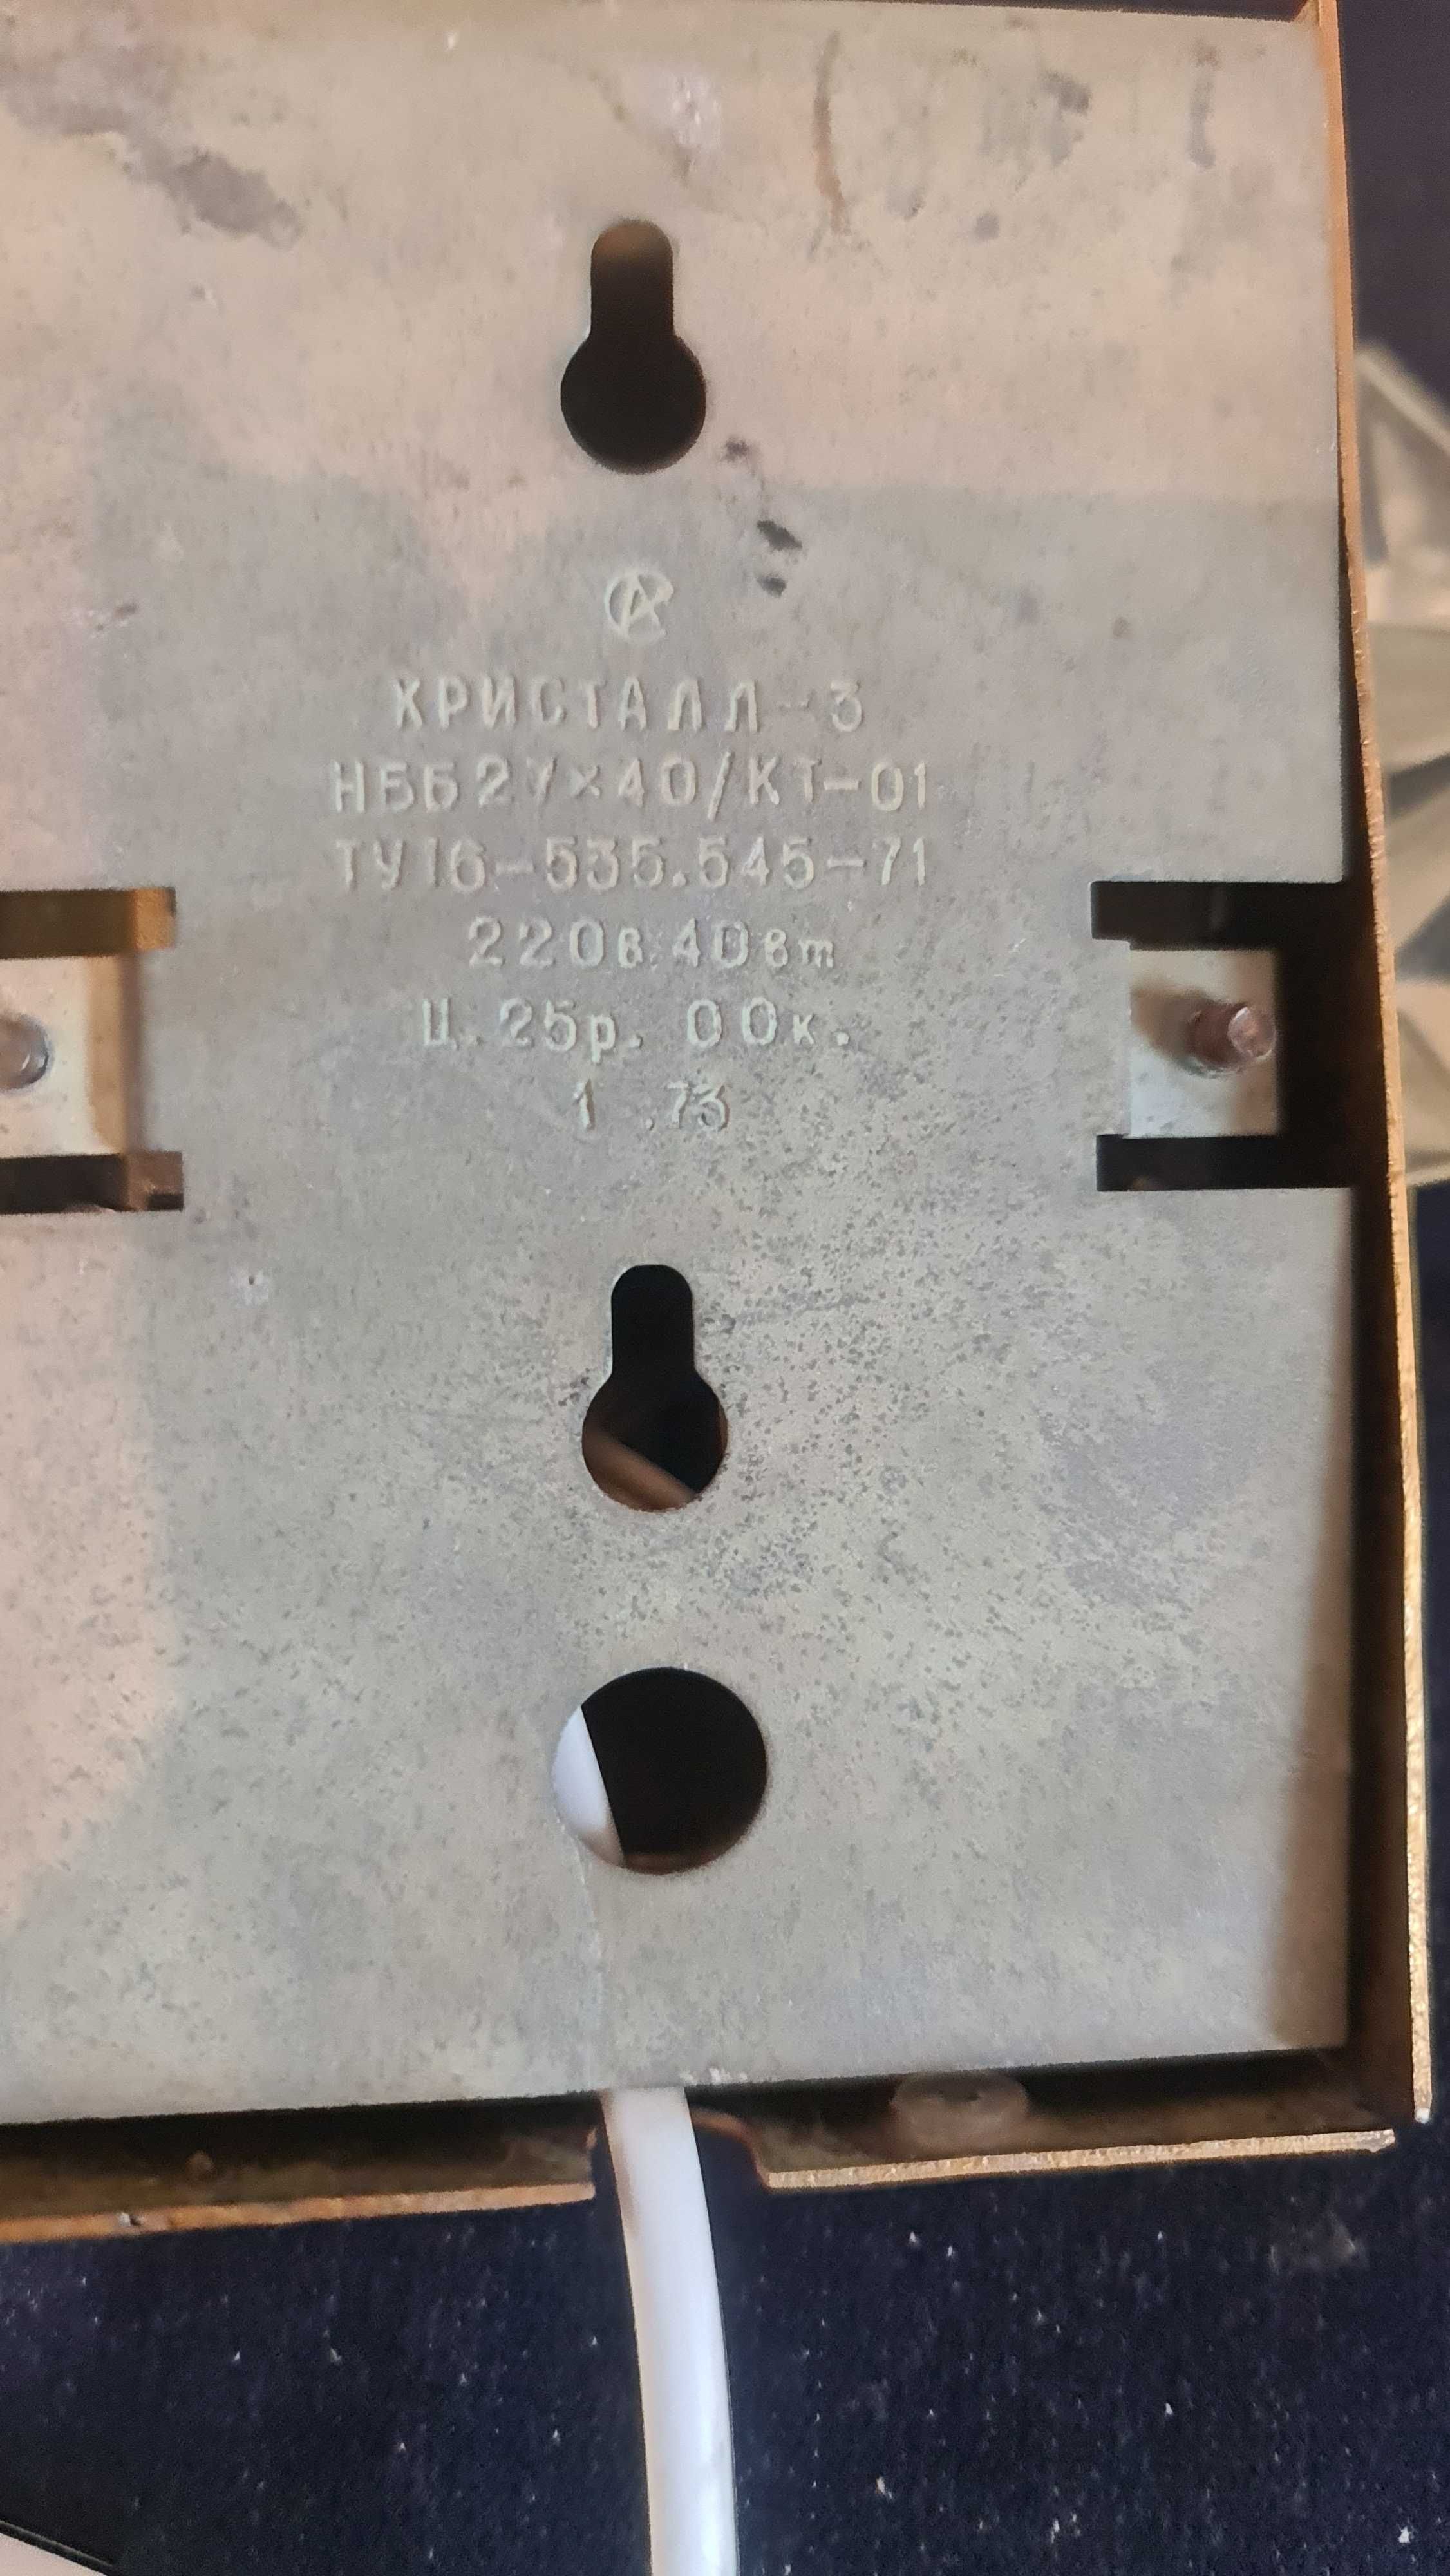 КРИСТАЛЛ-3
НББ27×40/КТ-01
ТУ16-535.545-71
220в.40вт
Ц. 25р. 00к.
1 .73